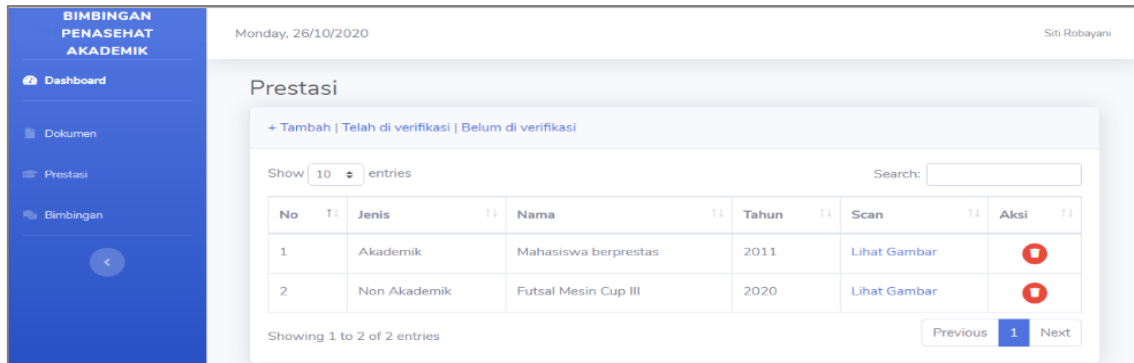 BIMBINGAN
PENASEHAT
AKADEMIK
Monday, 26/10/2020
Siti Robayani
Dashboard
Dokumen
Prestasi
Bimbingan
Prestasi
+ Tambah | Telah di verifikasi | Belum di verifikasi
Show 10 entries
Search:
No Jenis Nama Tahun Scan Aksi
1 Akademik Mahasiswa berprestas 2011 Lihat Gambar
2 Non Akademik Futsal Mesin Cup III 2020 Lihat Gambar
Showing 1 to 2 of 2 entries
Previous 1 Next